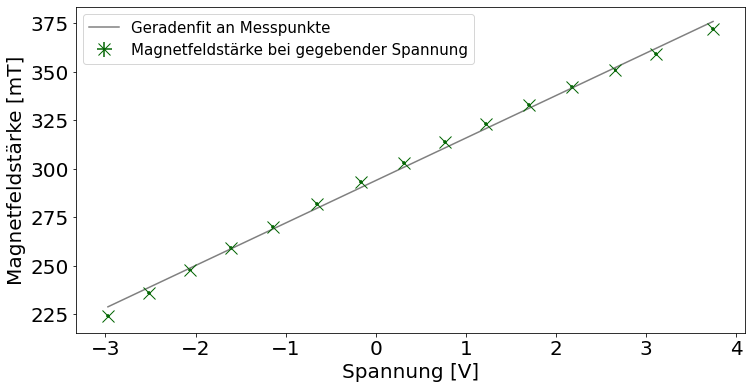 Geradenfit an Messpunkte
Magnetfeldstärke bei gegebender Spannung
375
350
325
300
275
250
225
Magnetfeldstärke [mT]
−3 −2 −1 0 1 2 3 4
Spannung [V]